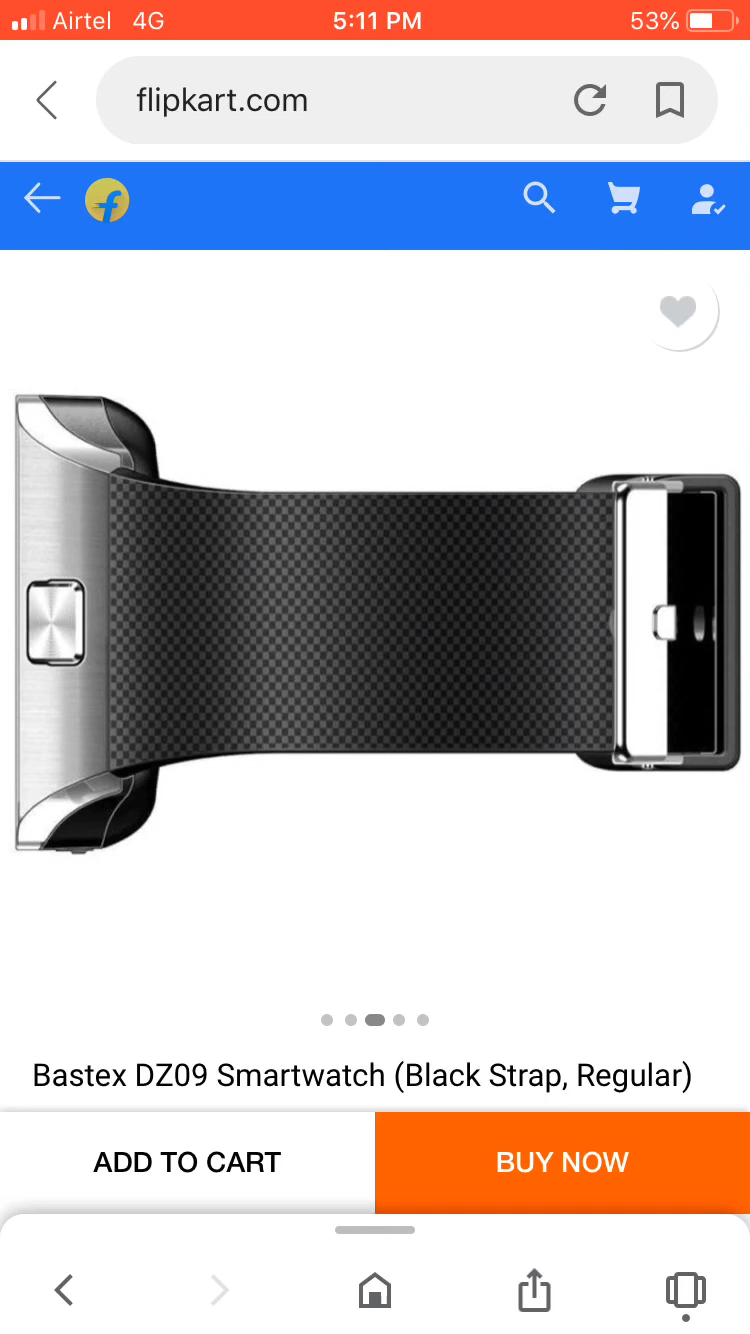 Airtel 4G 5:11 PM 53%
flipkart.com
f
Bastex DZ09 Smartwatch (Black Strap, Regular)
ADD TO CART BUY NOW